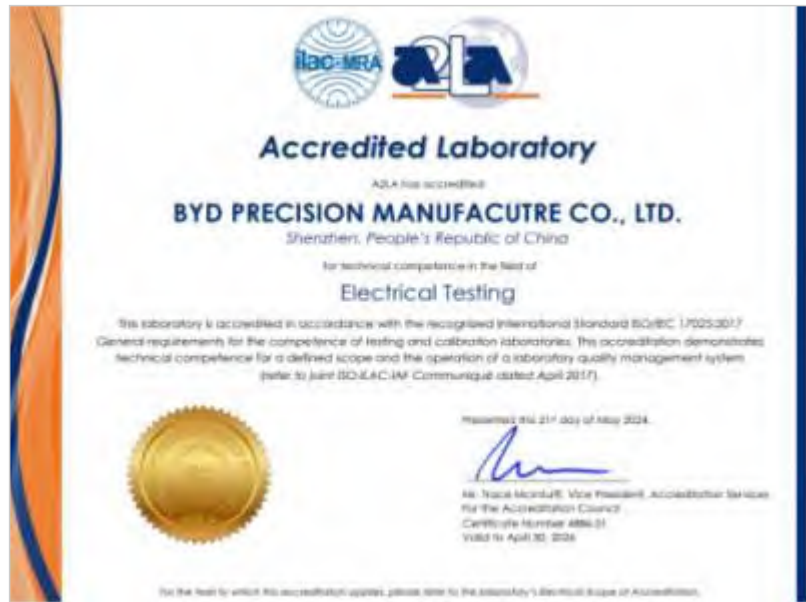 ilac-MRA
A2LA
Accredited Laboratory
A2LA has accredited
BYD PRECISION MANUFACUTRE CO., LTD.
Shenzhen, People's Republic of China
for technical competence in the field of
Electrical Testing
This laboratory is accredited in accordance with the recognized International Standard ISO/IEC 17025:2017
General requirements for the competence of testing and calibration laboratories. This accreditation demonstrates
technical competence for a defined scope and the operation of a laboratory quality management system
(refer to joint ISO-ILAC-IAF Communiqué dated April 2017).
Presented this 21st day of May 2024.
Mr. Trace McInturff, Vice President, Accreditation Services
For the Accreditation Council
Certificate Number
Valid to April 30, 2026
For the tests to which this accreditation applies, please refer to the laboratory's Electrical Scope of Accreditation.